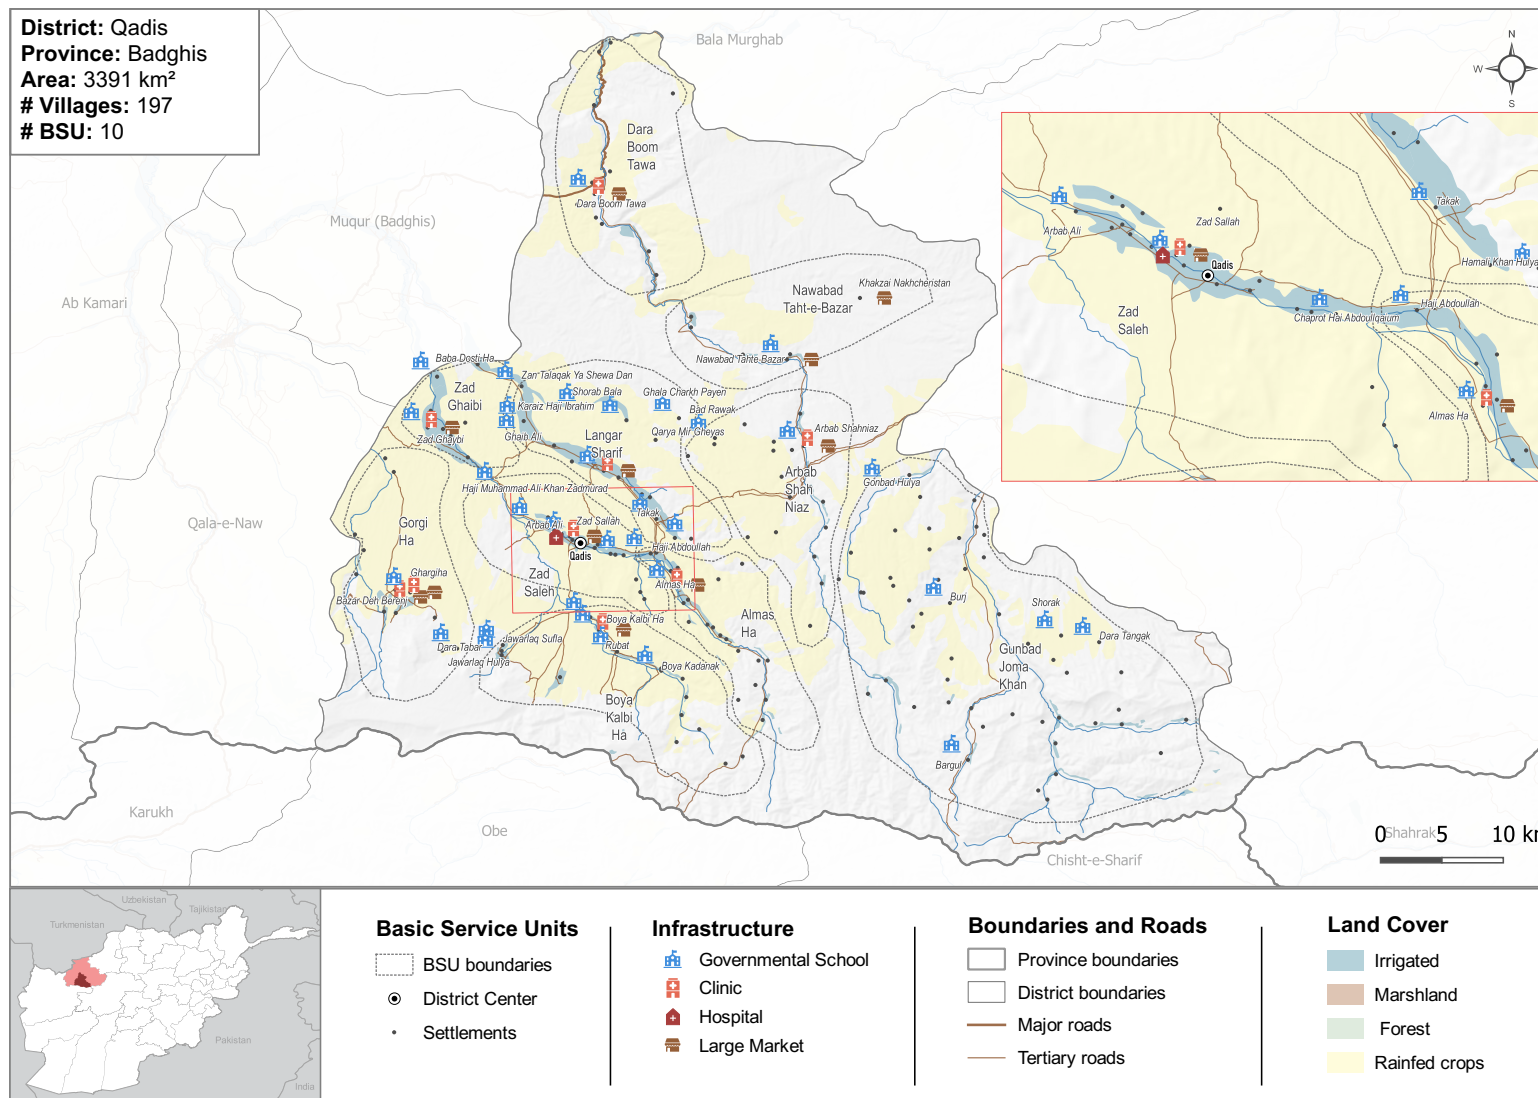 District: Qadis
Province: Badghis
Area: 3391 km²
# Villages: 197
# BSU: 10
Bala Murghab
Muqur (Badghis)
Ab Kamari
Qala-e-Naw
Karukh
Obe
Chisht-e-Sharif
Shahrak
N
W
S
Dara
Boom
Tawa
Dara Boom Tawa
Nawabad
Taht-e-Bazar
Khakzai Nakhcheristan
Nawabad Tahte Bazar
Baba Dosti Ha
Zad
Ghaibi
Zan Talaqak Ya Shewa Dan
Shorab Bala
Ghala Charkh Payen
Karaiz Haji Ibrahim
Bad Rawak
Zad Ghaybi
Ghaib Ali
Langar
Sharif
Qarya Mir Gheyas
Arbab Shahniaz
Arbab
Shah
Niaz
Gonbad Hulya
Haji Muhammad Ali Khan Zadmurad
Gorgi
Ha
Takak
Arbab Ali
Zad Sallah
Qadis
Haji Abdoullah
Zad
Saleh
Ghargiha
Bazar Deh Bereni
Almas Ha
Almas
Ha
Burj
Shorak
Dara Tangak
Boya Kalbi Ha
Rubat
Dara Tabar
Jawarlaq Sufla
Jawarlaq Hulya
Boya Kadanak
Gunbad
Joma
Khan
Boya
Kalbi
Ha
Bargul
Takak
Zad Sallah
Arbab Ali
Hamali Khan Hulya
Qadis
Haji Abdoullah
Chaprot Hai Abdoullqaium
Zad
Saleh
Almas Ha
0 5 10 km
Uzbekistan
Tajikistan
Turkmenistan
Pakistan
India
Basic Service Units
BSU boundaries
District Center
Settlements
Infrastructure
Governmental School
Clinic
Hospital
Large Market
Boundaries and Roads
Province boundaries
District boundaries
Major roads
Tertiary roads
Land Cover
Irrigated
Marshland
Forest
Rainfed crops